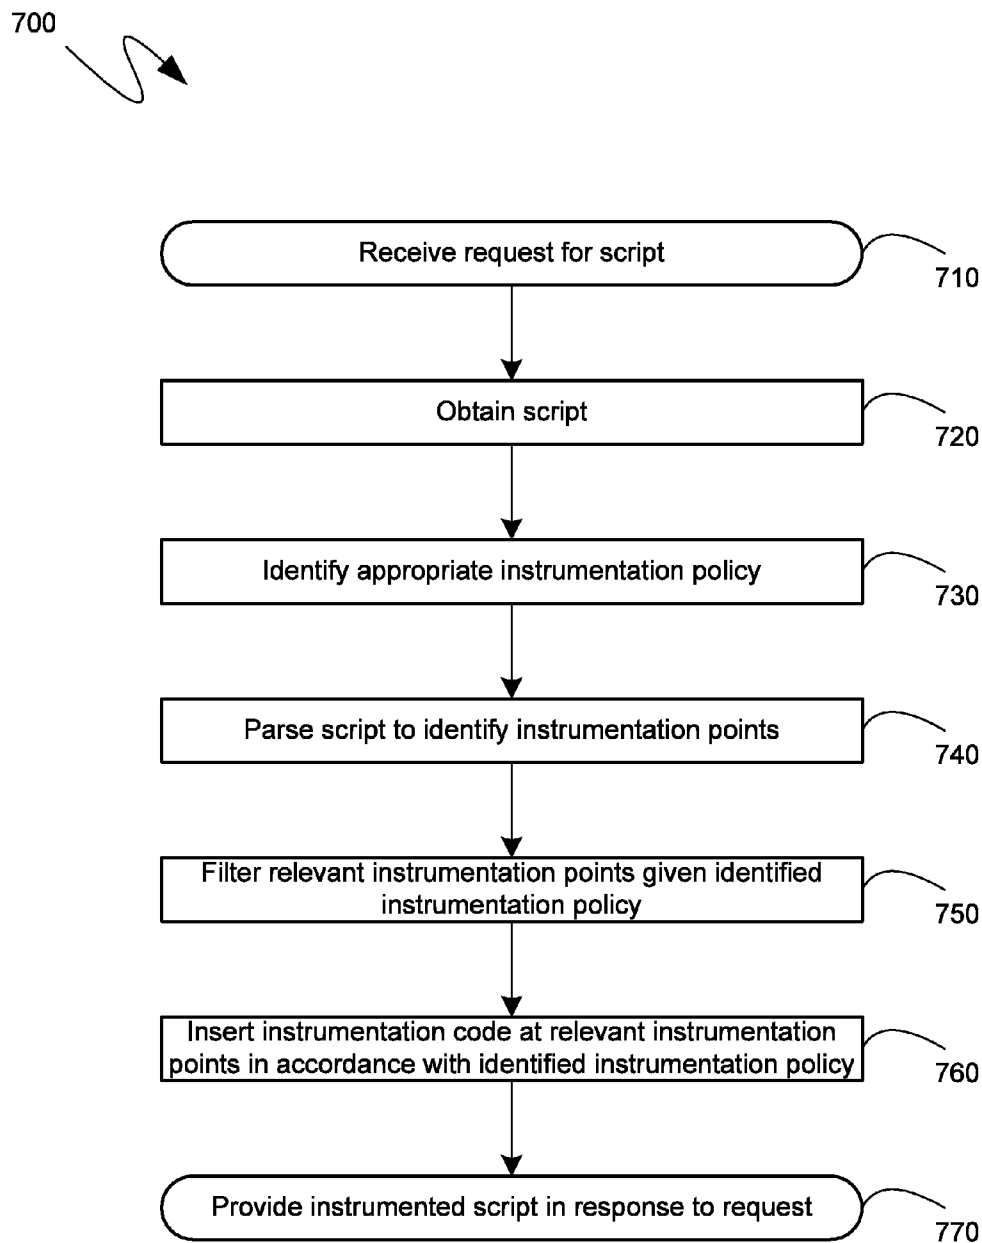 700
Receive request for script
710
Obtain script
720
Identify appropriate instrumentation policy
730
Parse script to identify instrumentation points
740
Filter relevant instrumentation points given identified
instrumentation policy
750
Insert instrumentation code at relevant instrumentation
points in accordance with identified instrumentation policy
760
Provide instrumented script in response to request
770